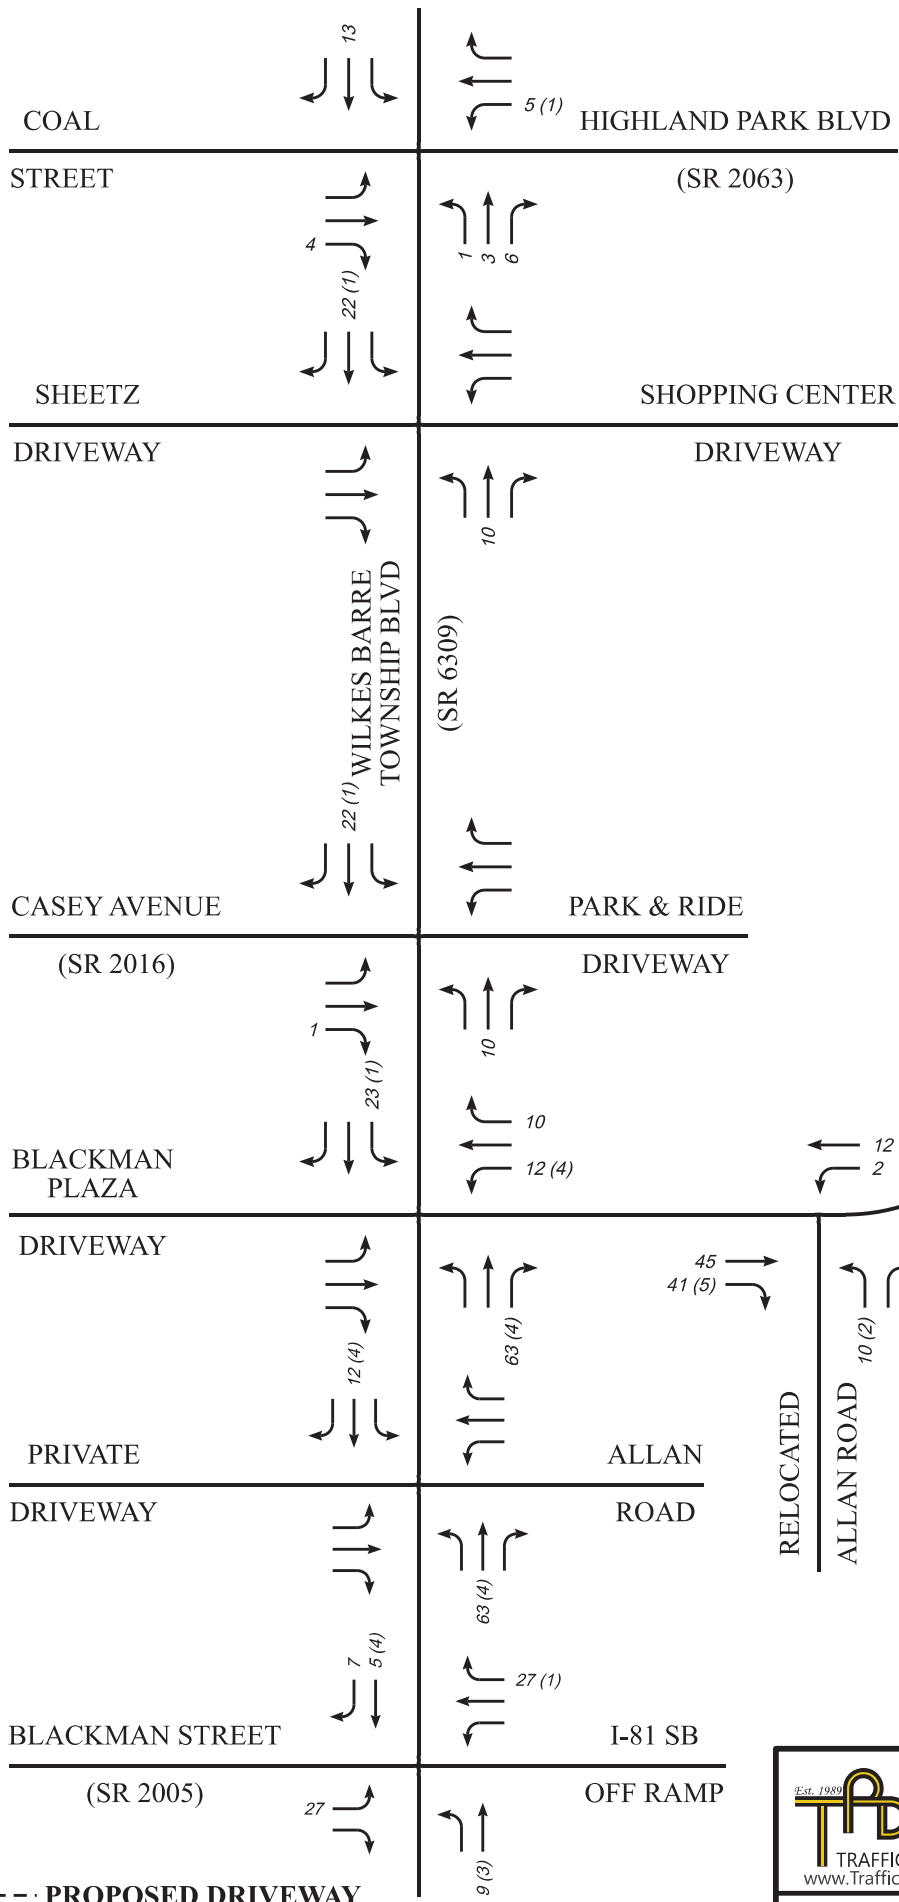 13
5 (1)
COAL
HIGHLAND PARK BLVD
STREET
(SR 2063)
4
1
3
6
22 (1)
SHEETZ
SHOPPING CENTER
DRIVEWAY
DRIVEWAY
10
WILKES BARRE
TOWNSHIP BLVD
(SR 6309)
22 (1)
CASEY AVENUE
PARK & RIDE
(SR 2016)
DRIVEWAY
1
10
23 (1)
10
12 (4)
12
2
BLACKMAN
PLAZA
DRIVEWAY
45
41 (5)
63 (4)
10 (2)
12 (4)
RELOCATED
ALLAN ROAD
PRIVATE
ALLAN
DRIVEWAY
ROAD
63 (4)
7
5 (4)
27 (1)
BLACKMAN STREET
I-81 SB
(SR 2005)
OFF RAMP
27
9 (3)
Est. 1989
TPD
TRAFFIC
www.Traffic
PROPOSED DRIVEWAY